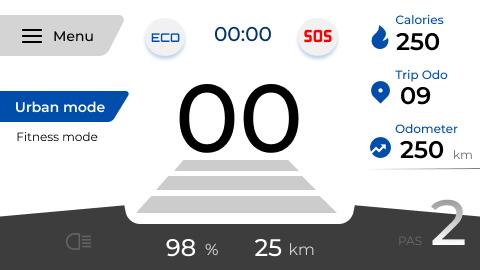 Menu
ECO
00:00
SOS
Calories
250
Urban mode
Fitness mode
00
Trip Odo
09
Odometer
250 km
98 %
25 km
PAS 2